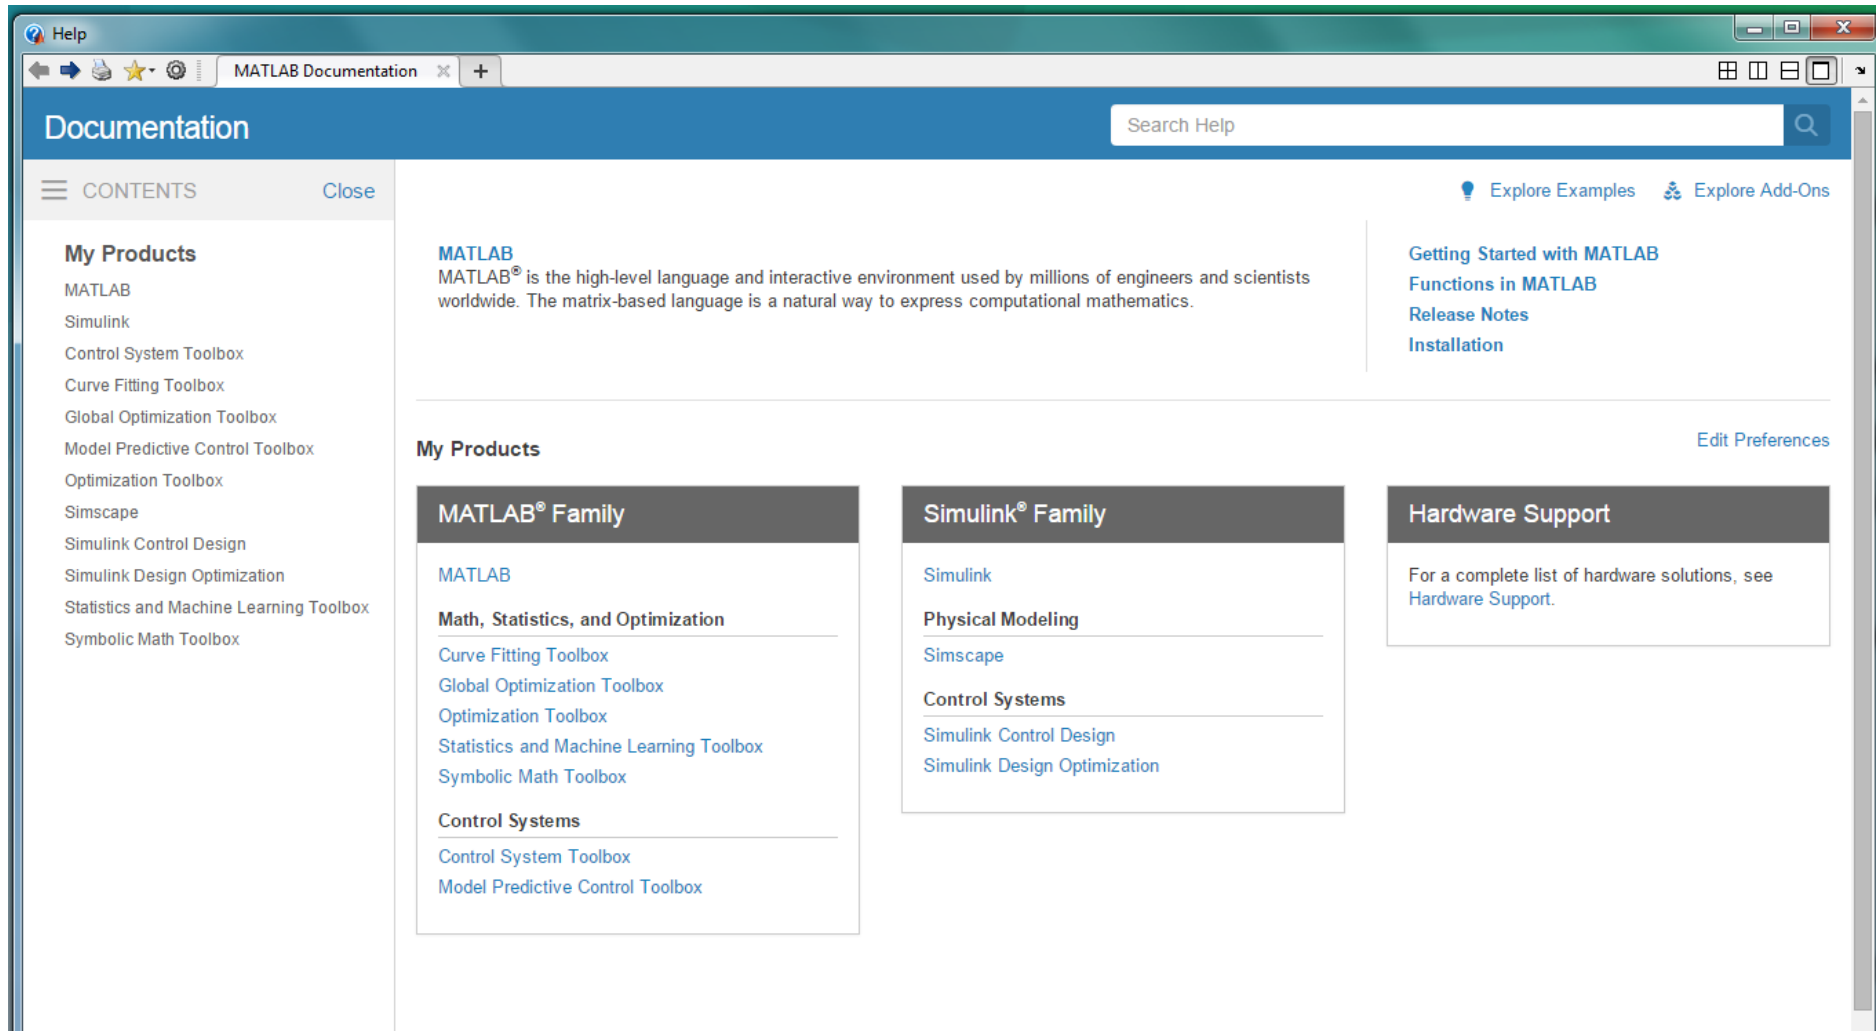 Help
MATLAB Documentation
Documentation
Search Help
CONTENTS
Close
My Products
MATLAB
Simulink
Control System Toolbox
Curve Fitting Toolbox
Global Optimization Toolbox
Model Predictive Control Toolbox
Optimization Toolbox
Simscape
Simulink Control Design
Simulink Design Optimization
Statistics and Machine Learning Toolbox
Symbolic Math Toolbox
Explore Examples
Explore Add-Ons
MATLAB
MATLAB® is the high-level language and interactive environment used by millions of engineers and scientists
worldwide. The matrix-based language is a natural way to express computational mathematics.
Getting Started with MATLAB
Functions in MATLAB
Release Notes
Installation
My Products
Edit Preferences
MATLAB® Family
MATLAB
Math, Statistics, and Optimization
Curve Fitting Toolbox
Global Optimization Toolbox
Optimization Toolbox
Statistics and Machine Learning Toolbox
Symbolic Math Toolbox
Control Systems
Control System Toolbox
Model Predictive Control Toolbox
Simulink® Family
Simulink
Physical Modeling
Simscape
Control Systems
Simulink Control Design
Simulink Design Optimization
Hardware Support
For a complete list of hardware solutions, see
Hardware Support.